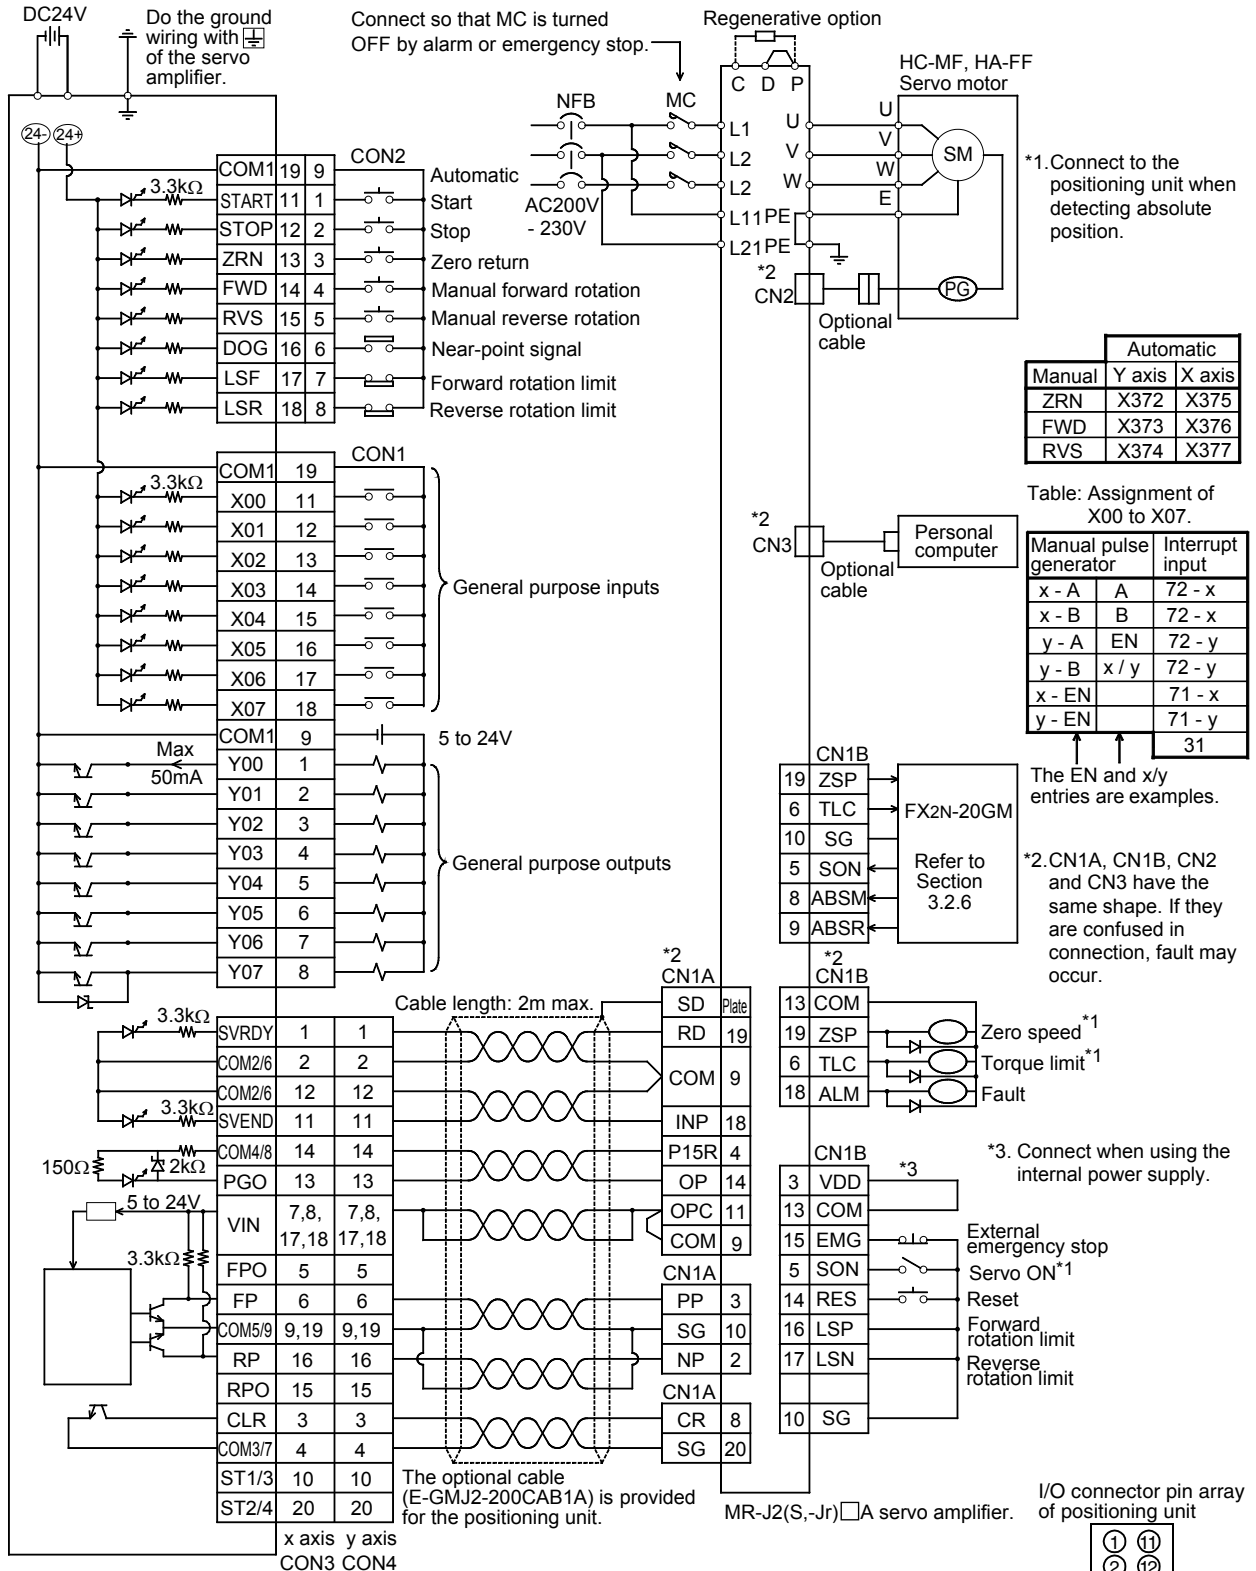 DC24V
Do the ground
wiring with
of the servo
amplifier.
Connect so that MC is turned
OFF by alarm or emergency stop.
Regenerative option
HC-MF, HA-FF
Servo motor
C D P
NFB
MC
24- 24+
L1
L2
L2
L11
L21
U
V
W
PE
PE
U
V
W
E
SM
PG
AC200V
- 230V
*2
CN2
Optional
cable
*1.Connect to the
positioning unit when
detecting absolute
position.
CON2
COM1 19 9
3.3kΩ
START 11 1
STOP 12 2
ZRN 13 3
FWD 14 4
RVS 15 5
DOG 16 6
LSF 17 7
LSR 18 8
Automatic
Start
Stop
Zero return
Manual forward rotation
Manual reverse rotation
Near-point signal
Forward rotation limit
Reverse rotation limit
Automatic
Manual Y axis X axis
ZRN X372 X375
FWD X373 X376
RVS X374 X377
CON1
COM1 19
3.3kΩ
X00 11
X01 12
X02 13
X03 14
X04 15
X05 16
X06 17
X07 18
General purpose inputs
COM1 9
5 to 24V
Max
50mA
Y00 1
Y01 2
Y02 3
Y03 4
Y04 5
Y05 6
Y06 7
Y07 8
General purpose outputs
*2
CN3
Optional
cable
Personal
computer
Table: Assignment of
X00 to X07.
Manual pulse generator Interrupt input
x - A A 72 - x
x - B B 72 - x
y - A EN 72 - y
y - B x / y 72 - y
x - EN 71 - x
y - EN 71 - y
31
The EN and x/y
entries are examples.
CN1B
19 ZSP
6 TLC
10 SG
5 SON
8 ABSM
9 ABSR
FX2N-20GM
Refer to
Section
3.2.6
*2.CN1A, CN1B, CN2
and CN3 have the
same shape. If they
are confused in
connection, fault may
occur.
*2
CN1B
13 COM
19 ZSP
6 TLC
18 ALM
Zero speed*1
Torque limit*1
Fault
Cable length: 2m max.
3.3kΩ
SVRDY 1 1
COM2/6 2 2
COM2/6 12 12
3.3kΩ
SVEND 11 11
COM4/8 14 14
150Ω
2kΩ
PGO 13 13
5 to 24V
VIN 7,8, 7,8,
17,18 17,18
3.3kΩ
FPO 5 5
FP 6 6
COM5/9 9,19 9,19
RP 16 16
RPO 15 15
CLR 3 3
COM3/7 4 4
ST1/3 10 10
ST2/4 20 20
x axis y axis
CON3 CON4
*2
CN1A
SD Plate
RD 19
COM 9
INP 18
P15R 4
OP 14
OPC 11
COM 9
CN1A
PP 3
SG 10
NP 2
CN1A
CR 8
SG 20
The optional cable
(E-GMJ2-200CAB1A) is provided
for the positioning unit.
*3. Connect when using the
internal power supply.
CN1B
*3
3 VDD
13 COM
15 EMG
5 SON
14 RES
16 LSP
17 LSN
10 SG
External
emergency stop
Servo ON*1
Reset
Forward
rotation limit
Reverse
rotation limit
MR-J2(S,-Jr)□A servo amplifier.
I/O connector pin array
of positioning unit
1 11
2 12